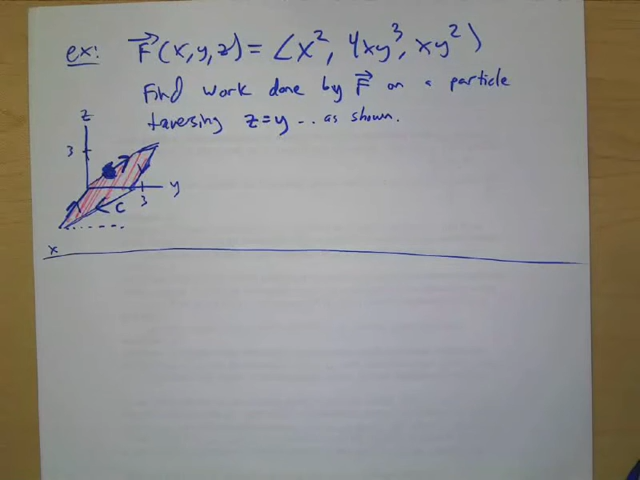 ex: F⃗(x,y,z) = ⟨x², 4xy³, xy²⟩
Find work done by F⃗ on a particle
traversing z=y .. as shown.
z
3
y
3
C
x